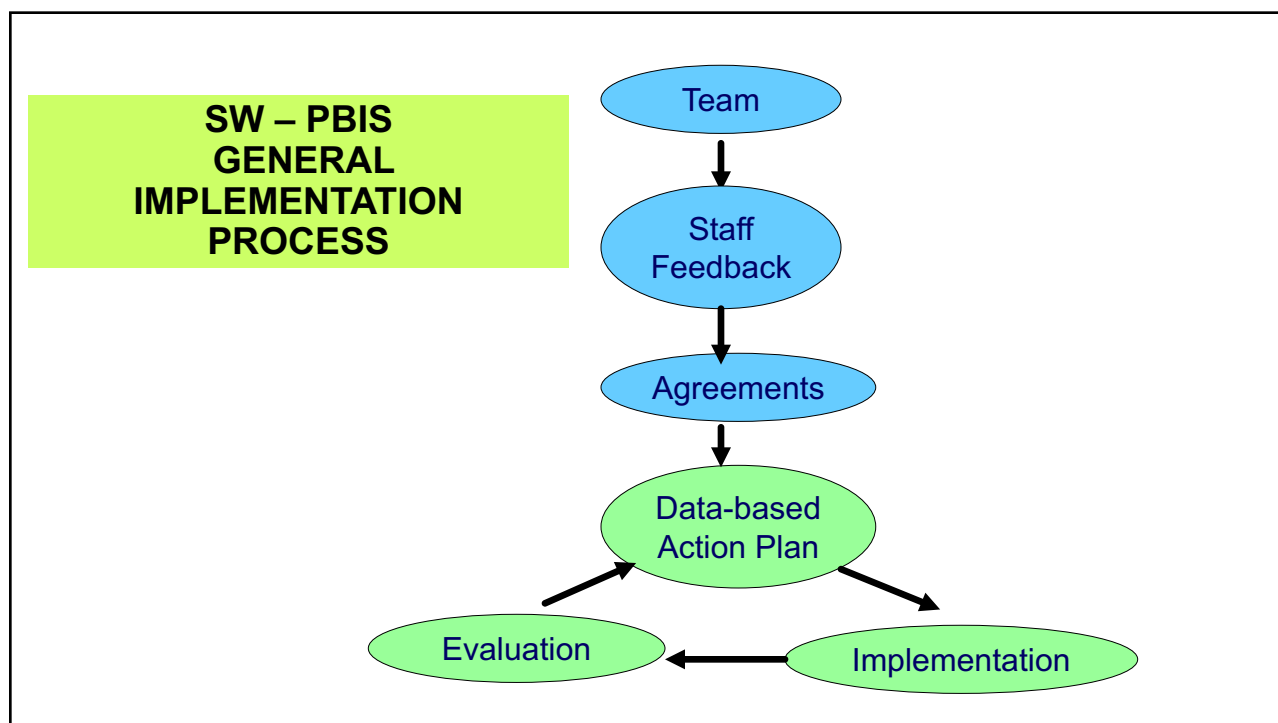 SW – PBIS
GENERAL
IMPLEMENTATION
PROCESS
Team
Staff
Feedback
Agreements
Data-based
Action Plan
Evaluation
Implementation